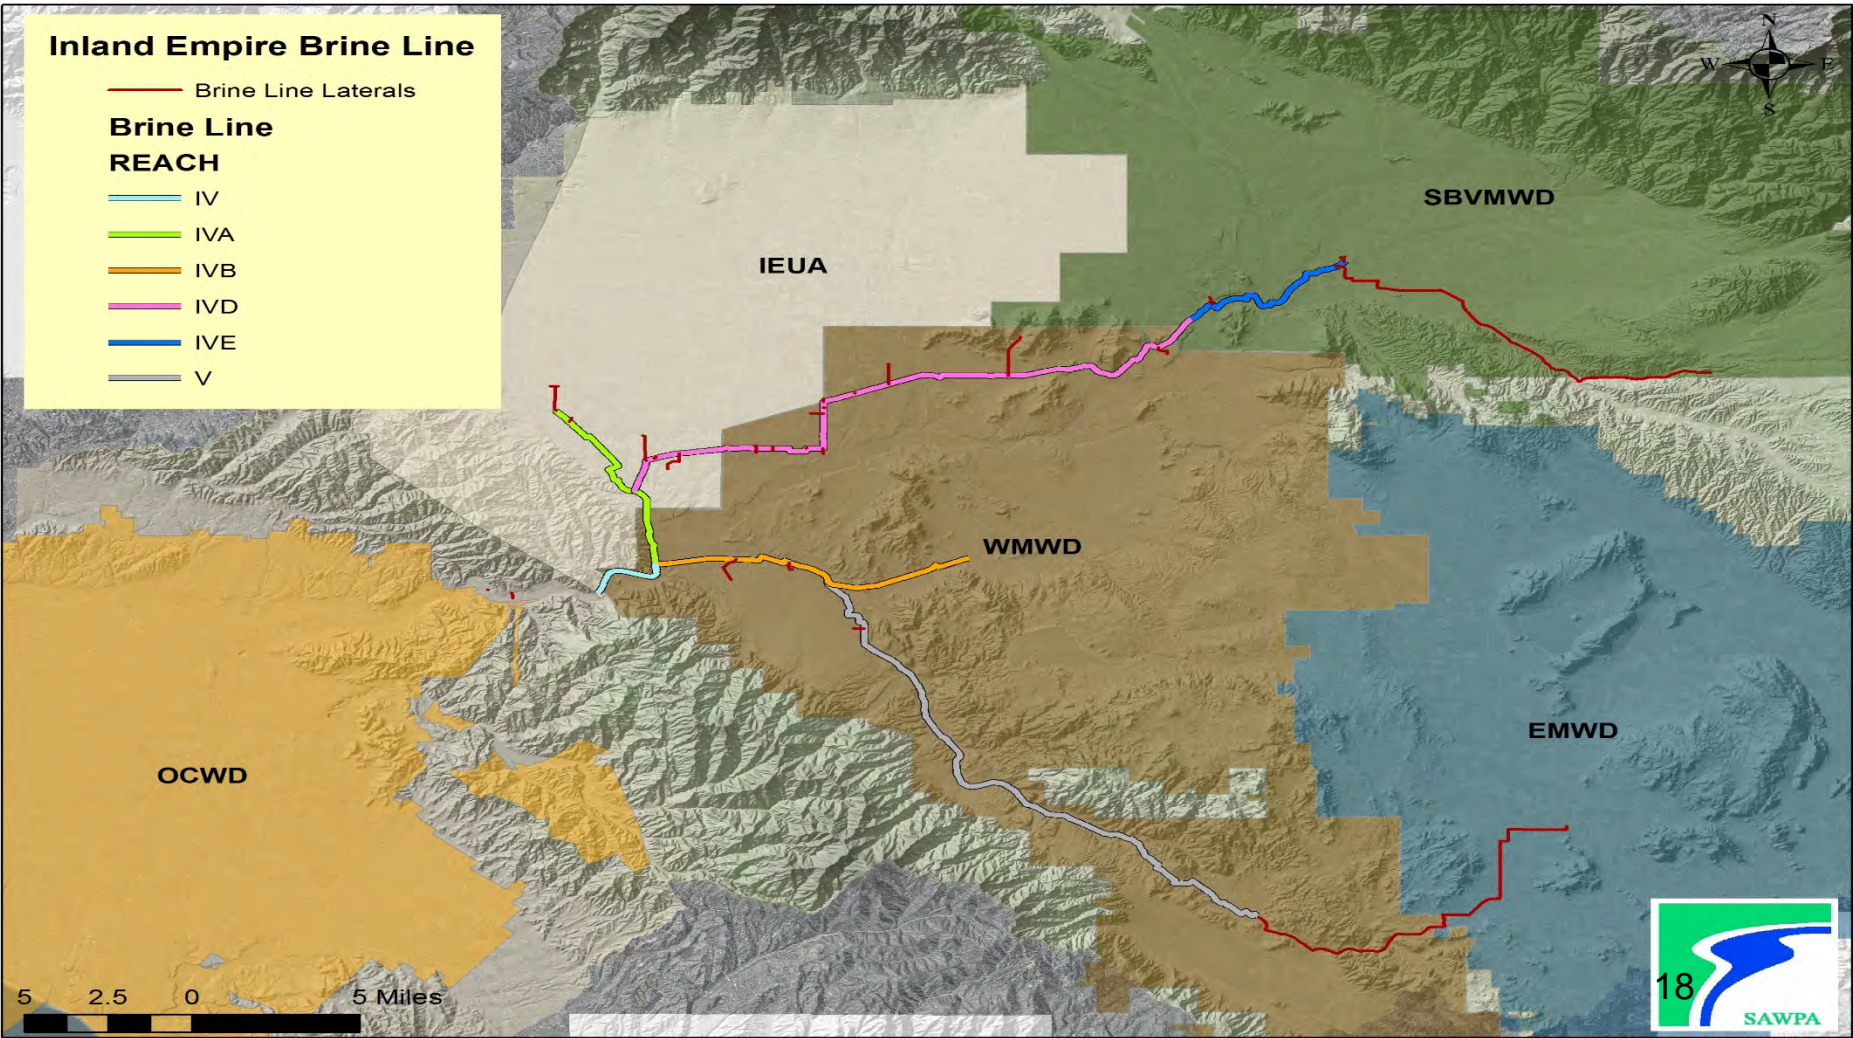 Inland Empire Brine Line
Brine Line Laterals
Brine Line
REACH
IV
IVA
IVB
IVD
IVE
V
N
W E
S
SBVMWD
IEUA
WMWD
EMWD
OCWD
5 2.5 0 5 Miles
18
SAWPA